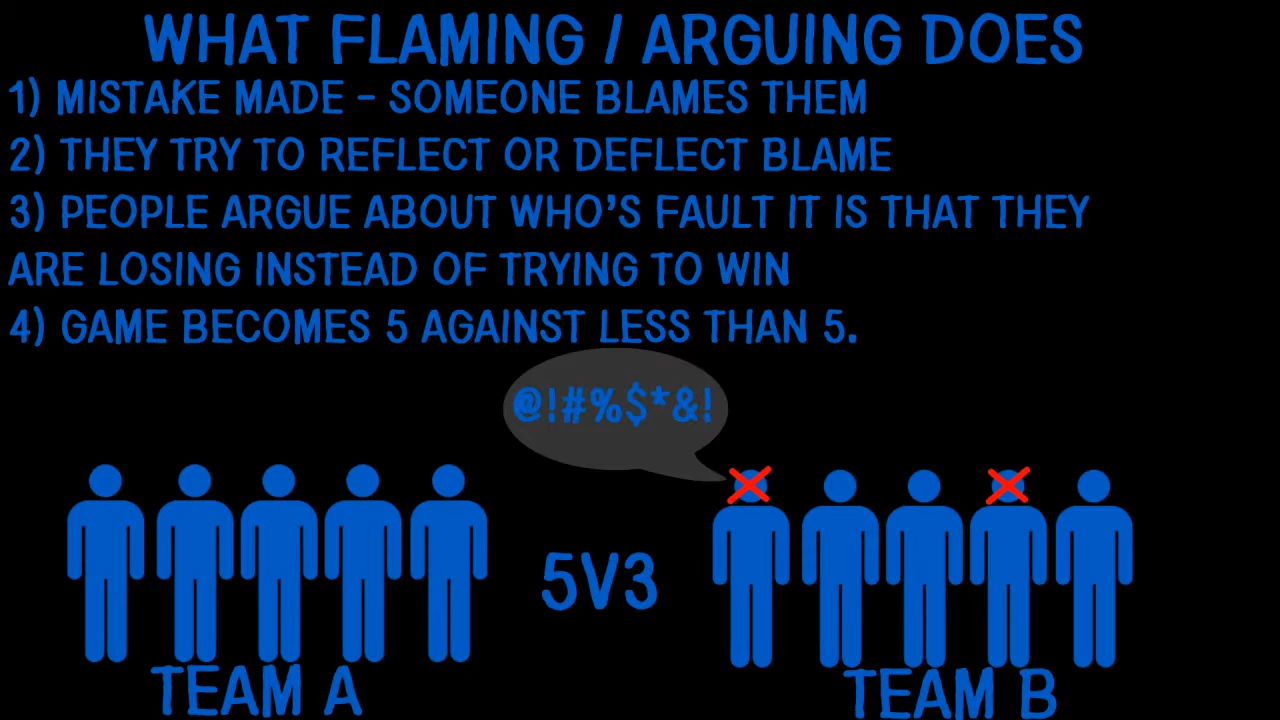 WHAT FLAMING / ARGUING DOES
1) MISTAKE MADE - SOMEONE BLAMES THEM
2) THEY TRY TO REFLECT OR DEFLECT BLAME
3) PEOPLE ARGUE ABOUT WHO'S FAULT IT IS THAT THEY
ARE LOSING INSTEAD OF TRYING TO WIN
4) GAME BECOMES 5 AGAINST LESS THAN 5.
@!#%$*&!
5V3
TEAM A
TEAM B